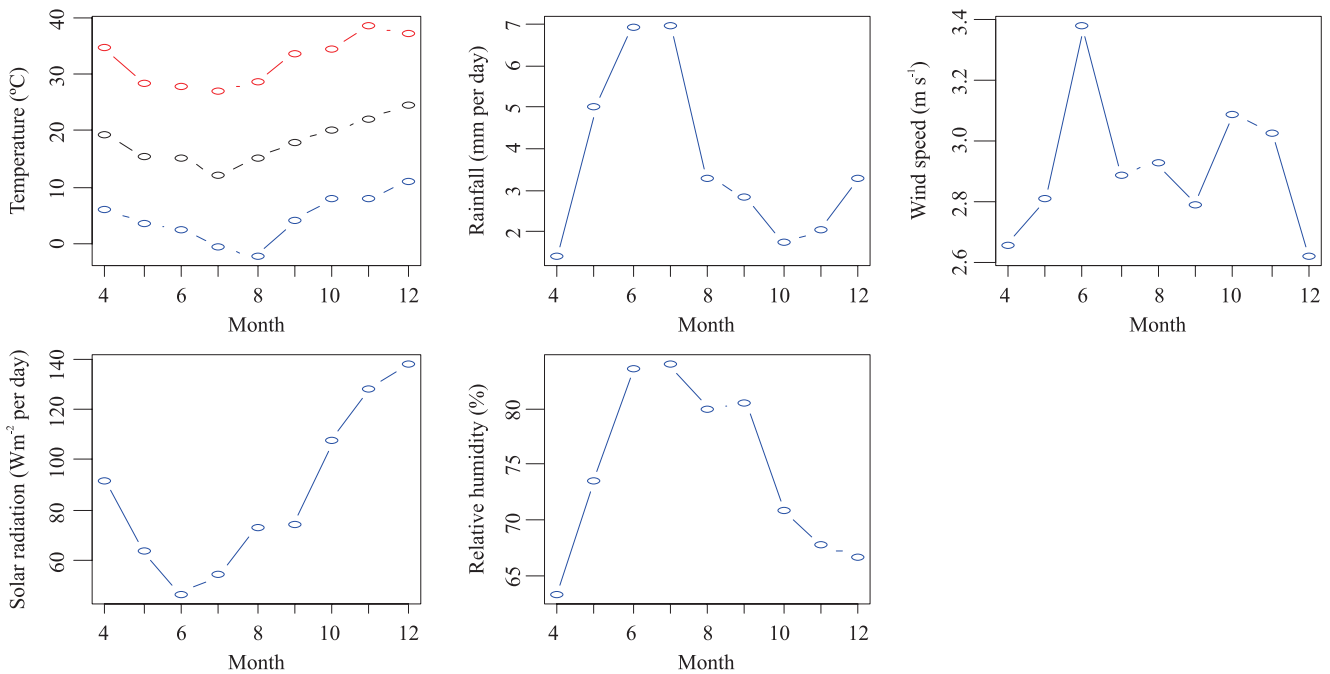 Temperature (ºC)
40
30
20
10
0
4 6 8 10 12
Month
Rainfall (mm per day)
7
6
5
4
3
2
4 6 8 10 12
Month
Wind speed (m s⁻¹)
3.4
3.2
3.0
2.8
2.6
4 6 8 10 12
Month
Solar radiation (Wm⁻² per day)
140
120
100
80
60
4 6 8 10 12
Month
Relative humidity (%)
80
75
70
65
4 6 8 10 12
Month